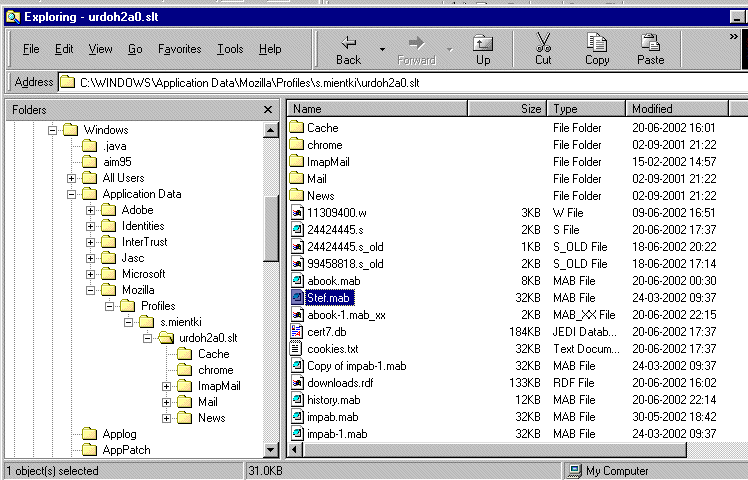 Exploring - urdoh2a0.slt
File Edit View Go Favorites Tools Help Back Forward Up Cut Copy Paste »
Address C:\WINDOWS\Application Data\Mozilla\Profiles\s.mientki\urdoh2a0.slt
Folders
Windows
.java
aim95
All Users
Application Data
Adobe
Identities
InterTrust
Jasc
Microsoft
Mozilla
Profiles
s.mientki
urdoh2a0.slt
Cache
chrome
ImapMail
Mail
News
Applog
AppPatch
Name Size Type Modified
Cache File Folder 20-06-2002 16:01
chrome File Folder 02-09-2001 21:22
ImapMail File Folder 15-02-2002 14:57
Mail File Folder 02-09-2001 21:22
News File Folder 02-09-2001 21:22
11309400.w 3KB W File 09-06-2002 16:51
24424445.s 2KB S File 20-06-2002 17:37
24424445.s_old 1KB S_OLD File 18-06-2002 20:22
99458818.s_old 2KB S_OLD File 18-06-2002 17:14
abook.mab 8KB MAB File 20-06-2002 00:30
Stef.mab 32KB MAB File 24-03-2002 09:37
abook-1.mab_xx 2KB MAB_XX File 20-06-2002 22:15
cert7.db 184KB JEDI Datab... 20-06-2002 17:37
cookies.txt 32KB Text Docum... 20-06-2002 17:37
Copy of impab-1.mab 32KB MAB File 24-03-2002 09:37
downloads.rdf 133KB RDF File 20-06-2002 16:02
history.mab 12KB MAB File 20-06-2002 22:14
impab.mab 32KB MAB File 30-05-2002 18:42
impab-1.mab 32KB MAB File 24-03-2002 09:37
1 object(s) selected 31.0KB My Computer